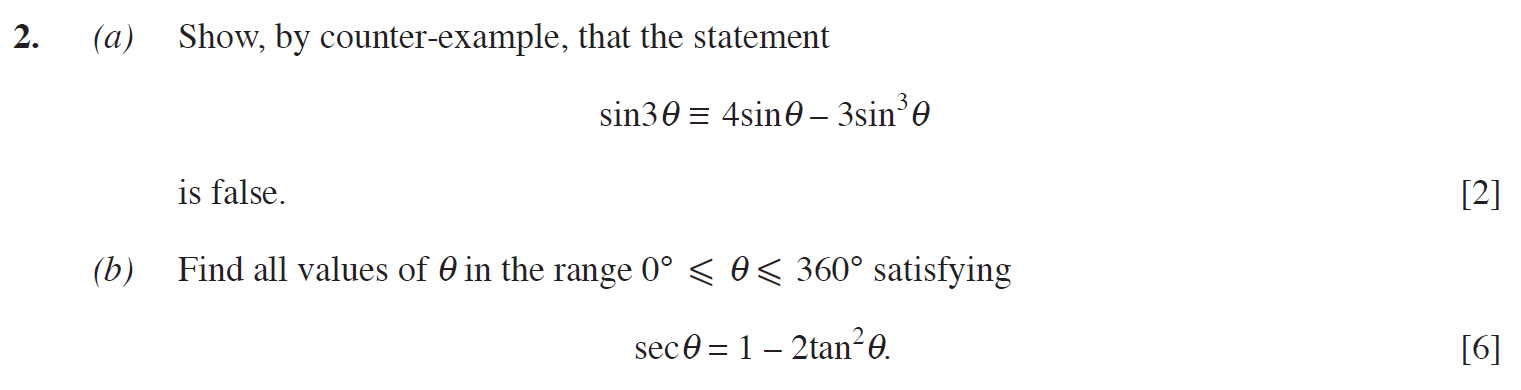 2. (a) Show, by counter-example, that the statement
sin3θ ≡ 4sinθ – 3sin³θ
is false. [2]
(b) Find all values of θ in the range 0° ⩽ θ ⩽ 360° satisfying
secθ = 1 – 2tan²θ. [6]